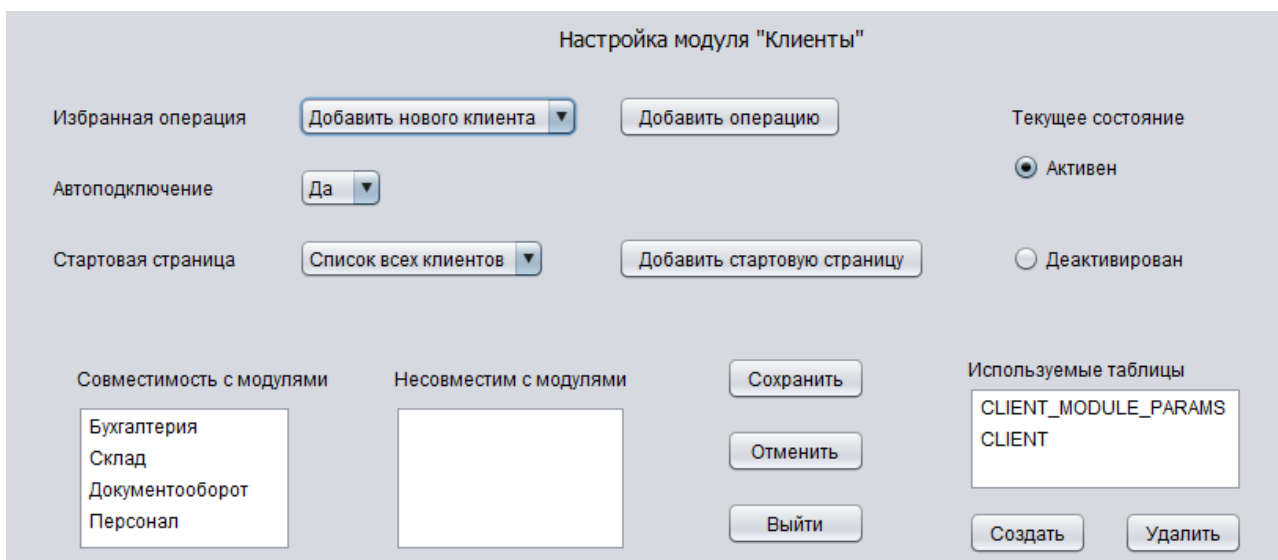 Настройка модуля "Клиенты"
Избранная операция Добавить нового клиента Добавить операцию Текущее состояние
Активен
Автоподключение Да
Стартовая страница Список всех клиентов Добавить стартовую страницу Деактивирован
Совместимость с модулями Несовместим с модулями Сохранить Используемые таблицы
CLIENT_MODULE_PARAMS
Бухгалтерия
CLIENT
Склад Отменить
Документооборот
Персонал Выйти
Создать Удалить